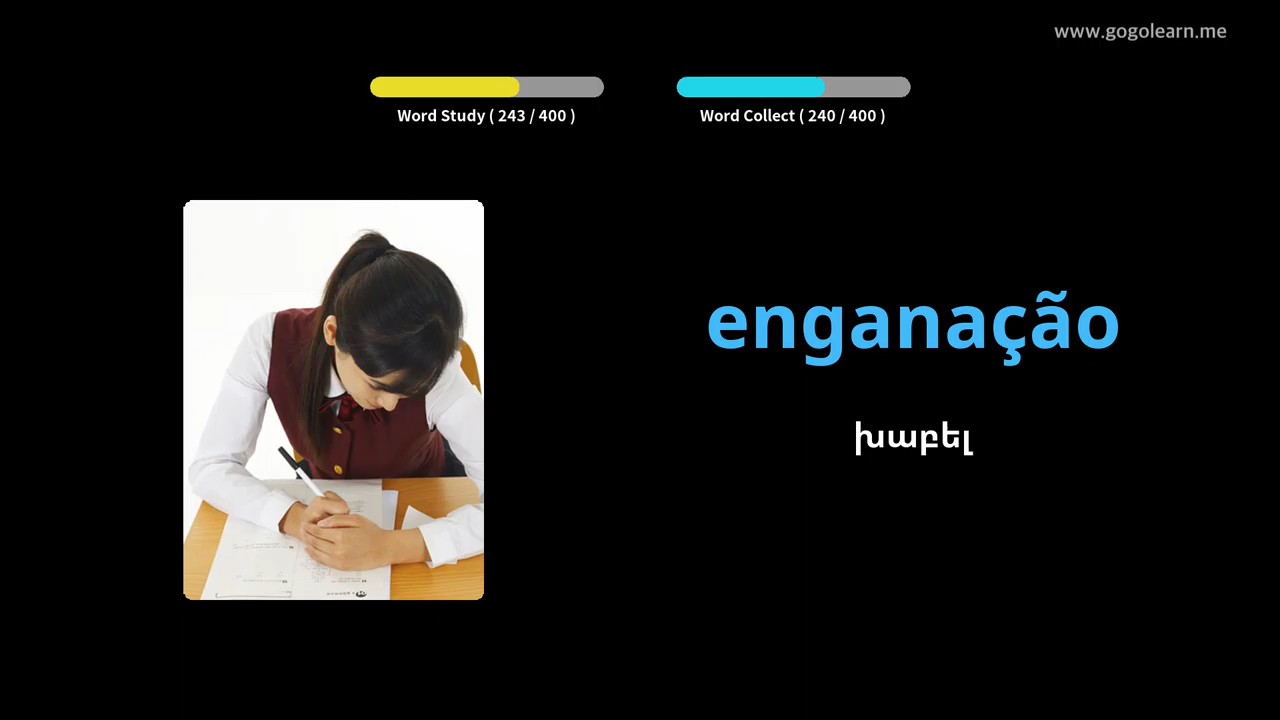 www.gogolearn.me
Word Study ( 243 / 400 )
Word Collect ( 240 / 400 )
enganação
խաբել